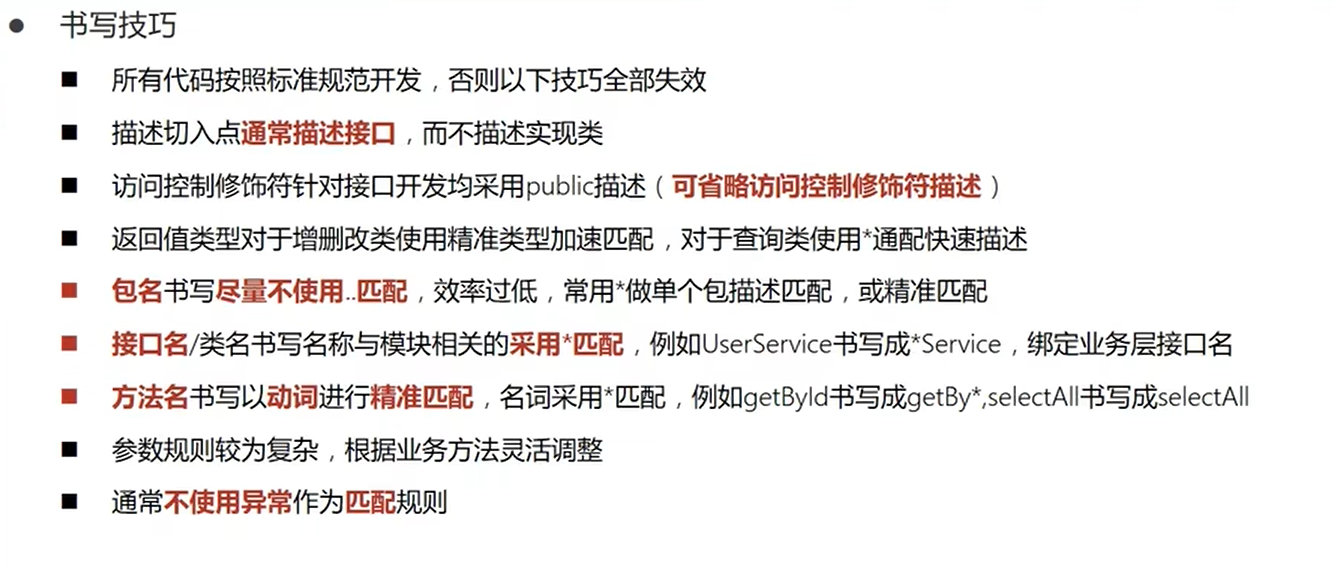 书写技巧
所有代码按照标准规范开发，否则以下技巧全部失效
描述切入点通常描述接口，而不描述实现类
访问控制修饰符针对接口开发均采用public描述（可省略访问控制修饰符描述）
返回值类型对于增删改类使用精准类型加速匹配，对于查询类使用*通配快速描述
包名书写尽量不使用..匹配，效率过低，常用*做单个包描述匹配，或精准匹配
接口名/类名书写名称与模块相关的采用*匹配，例如UserService书写成*Service，绑定业务层接口名
方法名书写以动词进行精准匹配，名词采用*匹配，例如getById书写成getBy*,selectAll书写成selectAll
参数规则较为复杂，根据业务方法灵活调整
通常不使用异常作为匹配规则